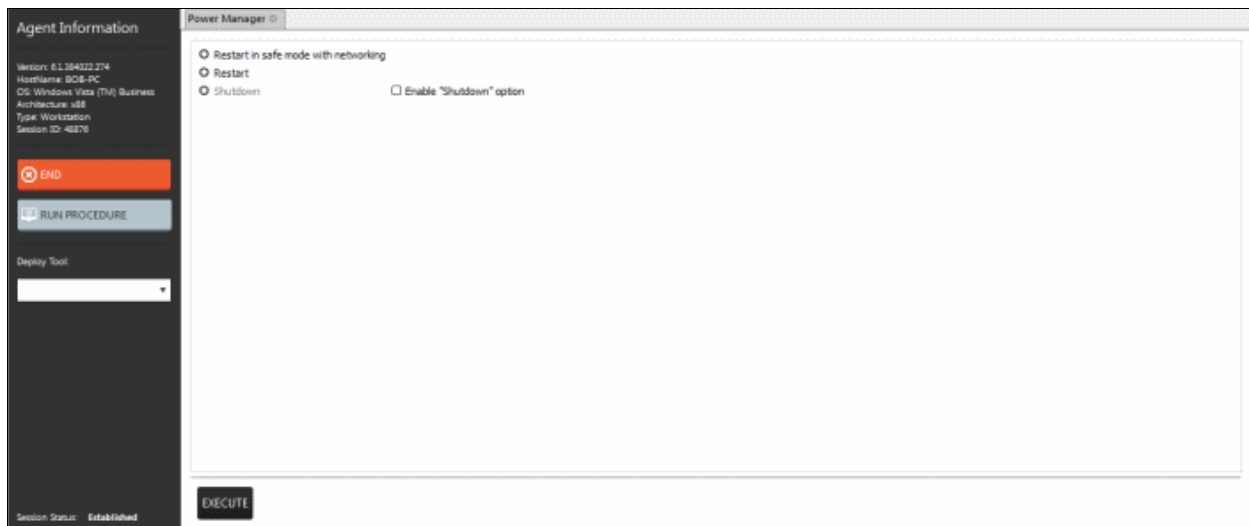 Agent Information
Version: 6.1.384022.274
HostName: BOB-PC
OS: Windows Vista (TM) Business
Architecture: x88
Type: Workstation
Session ID: 48876
END
RUN PROCEDURE
Deploy Tool:
Session Status: Established
Power Manager
Restart in safe mode with networking
Restart
Shutdown Enable "Shutdown" option
EXECUTE